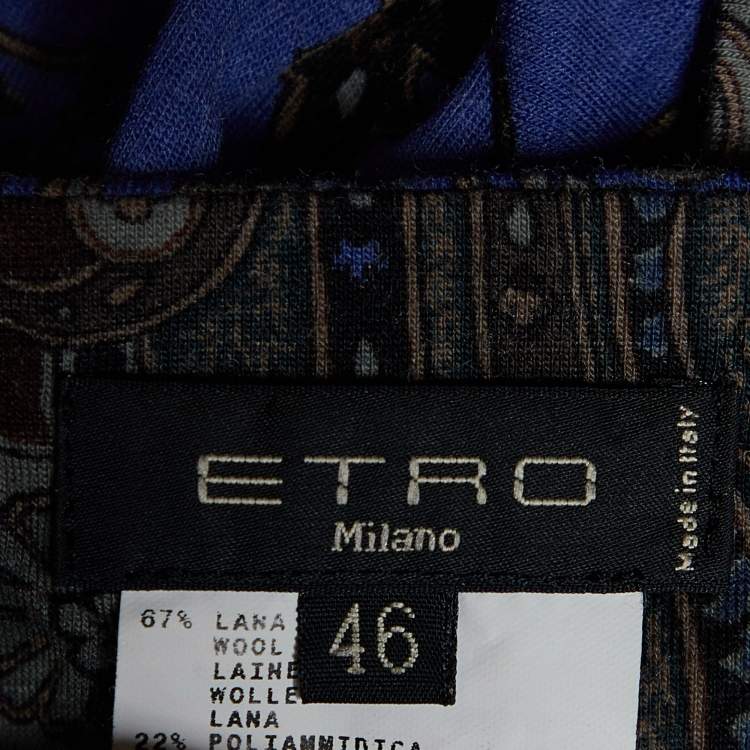 ETRO
Milano
Made in Italy
46
67% LANA
WOOL
LAINE
WOLLE
LANA
22% POLIAMMIDICA